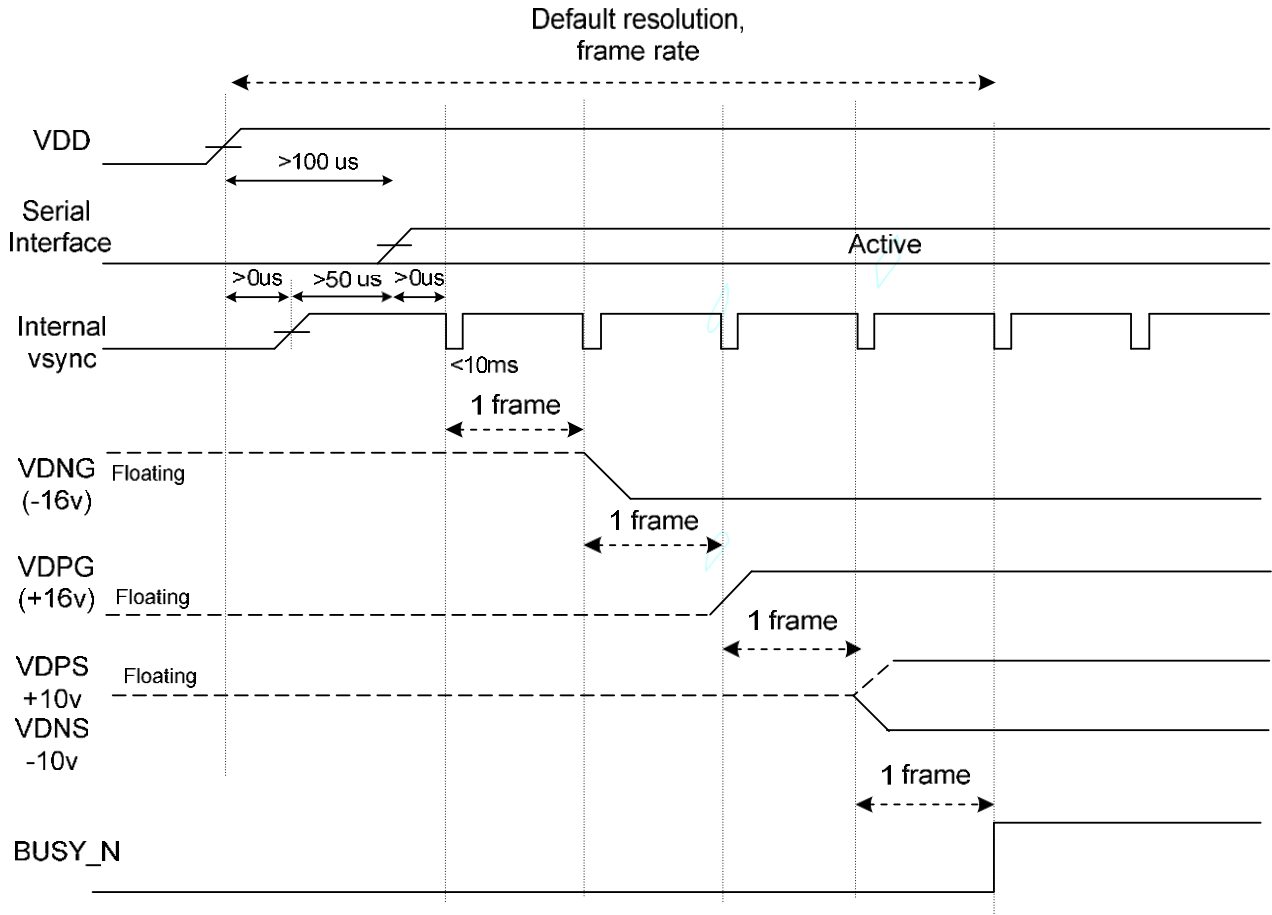 Default resolution,
frame rate
VDD
>100 us
Serial
Interface
Active
>0us
>50 us
>0us
Internal
vsync
<10ms
1 frame
VDNG
(-16v)
Floating
1 frame
VDPG
(+16v)
Floating
1 frame
VDPS
+10v
Floating
VDNS
-10v
1 frame
BUSY_N